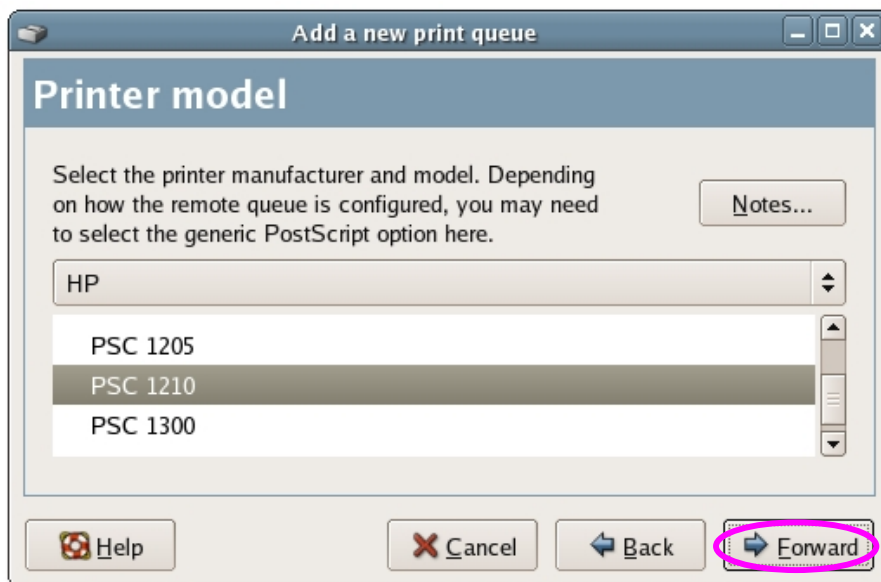 Add a new print queue
Printer model
Select the printer manufacturer and model. Depending
on how the remote queue is configured, you may need
to select the generic PostScript option here.
Notes...
HP
PSC 1205
PSC 1210
PSC 1300
Help
Cancel
Back
Forward